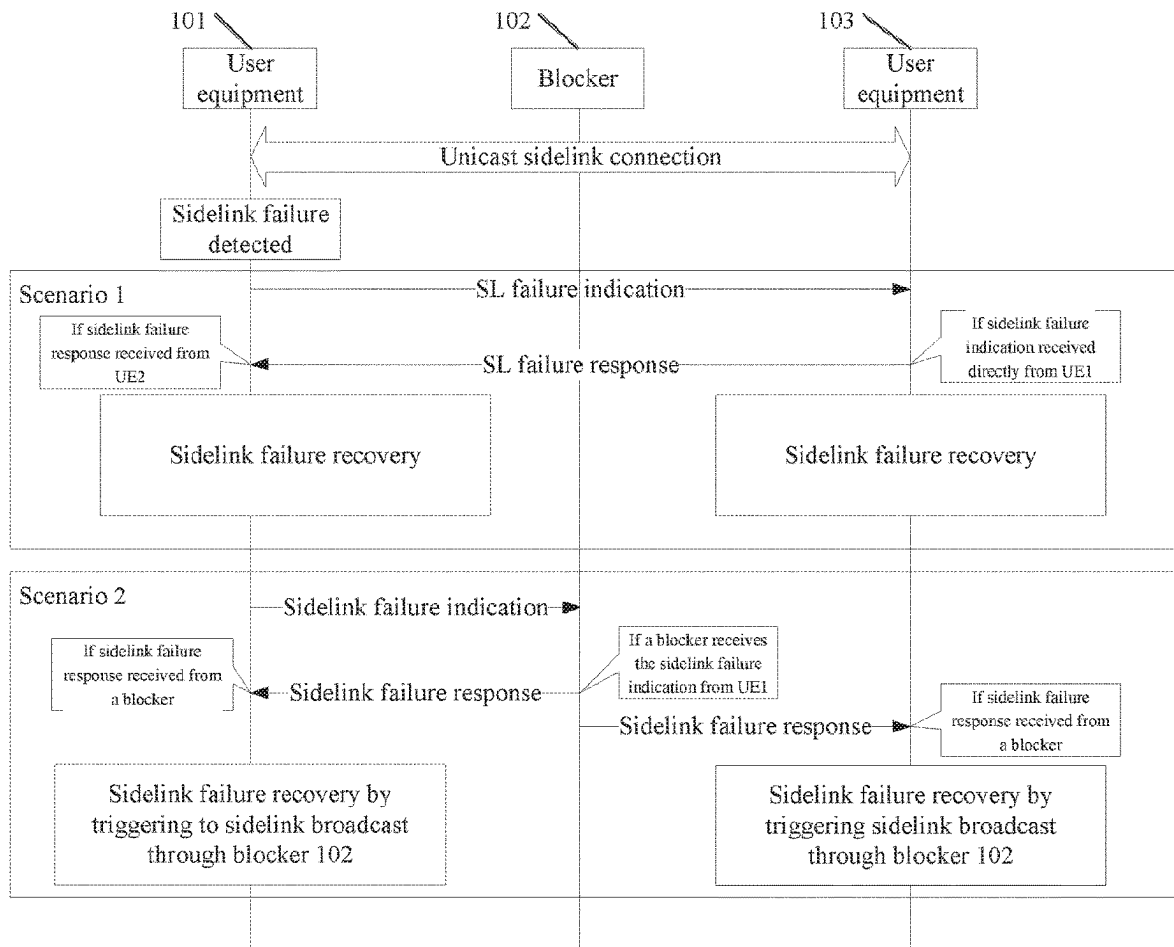 101
102
103
User
equipment
Blocker
User
equipment
Unicast sidelink connection
Sidelink failure
detected
Scenario 1
SL failure indication
If sidelink failure
response received from
UE2
SL failure response
If sidelink failure
indication received
directly from UE1
Sidelink failure recovery
Sidelink failure recovery
Scenario 2
Sidelink failure indication
If sidelink failure
response received from
a blocker
Sidelink failure response
If a blocker receives
the sidelink failure
indication from UE1
Sidelink failure response
If sidelink failure
response received from
a blocker
Sidelink failure recovery by
triggering to sidelink broadcast
through blocker 102
Sidelink failure recovery by
triggering sidelink broadcast
through blocker 102